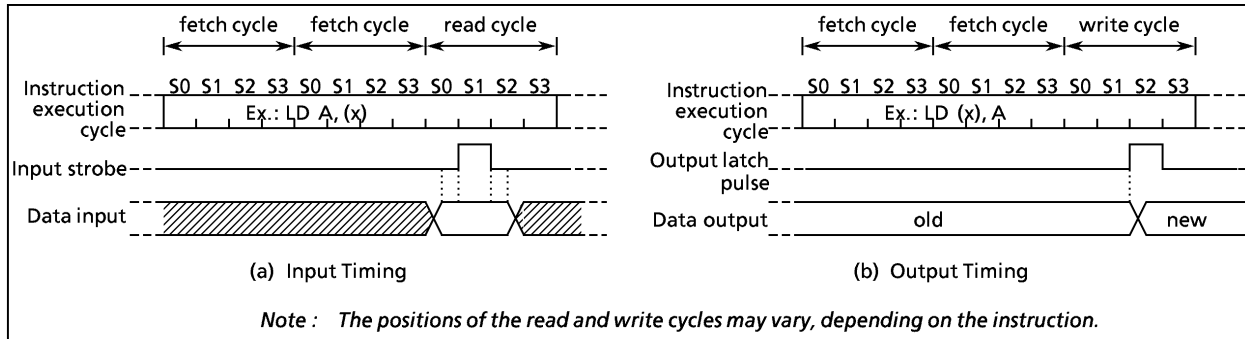 fetch cycle fetch cycle read cycle
Instruction execution cycle
S0 S1 S2 S3 S0 S1 S2 S3 S0 S1 S2 S3
Ex.: LD A, (x)
Input strobe
Data input
(a) Input Timing
fetch cycle fetch cycle write cycle
Instruction execution cycle
S0 S1 S2 S3 S0 S1 S2 S3 S0 S1 S2 S3
Ex.: LD (x), A
Output latch pulse
Data output
old
new
(b) Output Timing
Note : The positions of the read and write cycles may vary, depending on the instruction.